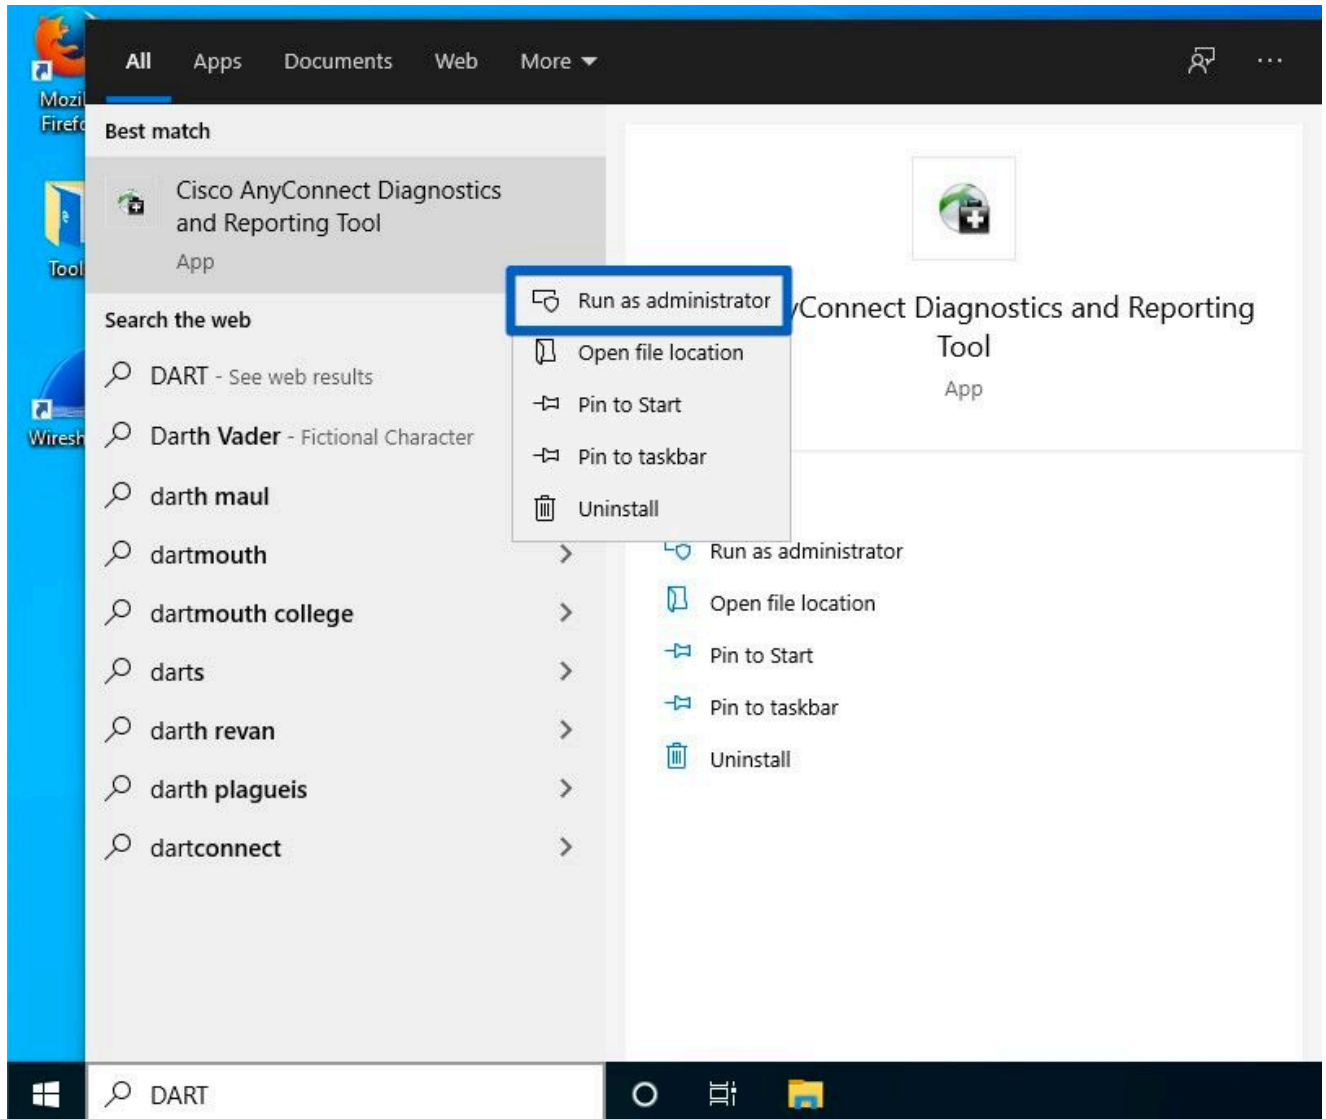 Mozil
Firefo
Tool
Wiresh
All Apps Documents Web More
Best match
Cisco AnyConnect Diagnostics
and Reporting Tool
App
Search the web
DART - See web results
Darth Vader - Fictional Character
darth maul
dartmouth
dartmouth college
darts
darth revan
darth plagueis
dartconnect
Run as administrator
Open file location
Pin to Start
Pin to taskbar
Uninstall
yConnect Diagnostics and Reporting
Tool
App
Run as administrator
Open file location
Pin to Start
Pin to taskbar
Uninstall
DART